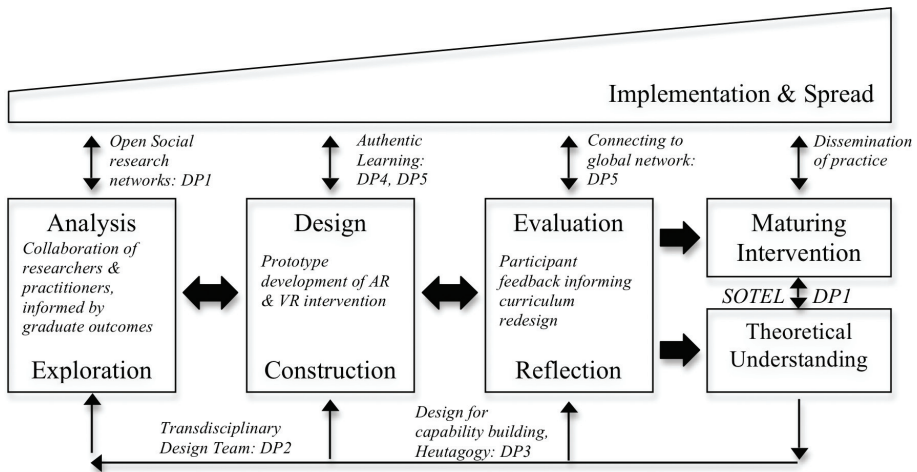 Implementation & Spread
Open Social
research
networks: DP1
Authentic
Learning:
DP4, DP5
Connecting to
global network:
DP5
Dissemination
of practice
Analysis
Collaboration of
researchers &
practitioners,
informed by
graduate outcomes
Exploration
Design
Prototype
development of AR
& VR intervention
Construction
Evaluation
Participant
feedback informing
curriculum
redesign
Reflection
Maturing
Intervention
SOTEL DP1
Theoretical
Understanding
Transdisciplinary
Design Team: DP2
Design for
capability building,
Heutagogy: DP3